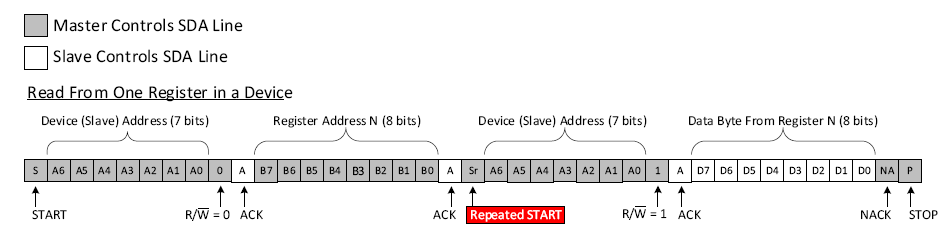 Master Controls SDA Line
Slave Controls SDA Line
Read From One Register in a Device
Device (Slave) Address (7 bits) Register Address N (8 bits) Device (Slave) Address (7 bits) Data Byte From Register N (8 bits)
S A6 A5 A4 A3 A2 A1 A0 0 A B7 B6 B5 B4 B3 B2 B1 B0 A Sr A6 A5 A4 A3 A2 A1 A0 1 A D7 D6 D5 D4 D3 D2 D1 D0 NA P
START R/W̅ = 0 ACK ACK Repeated START R/W̅ = 1 ACK NACK STOP